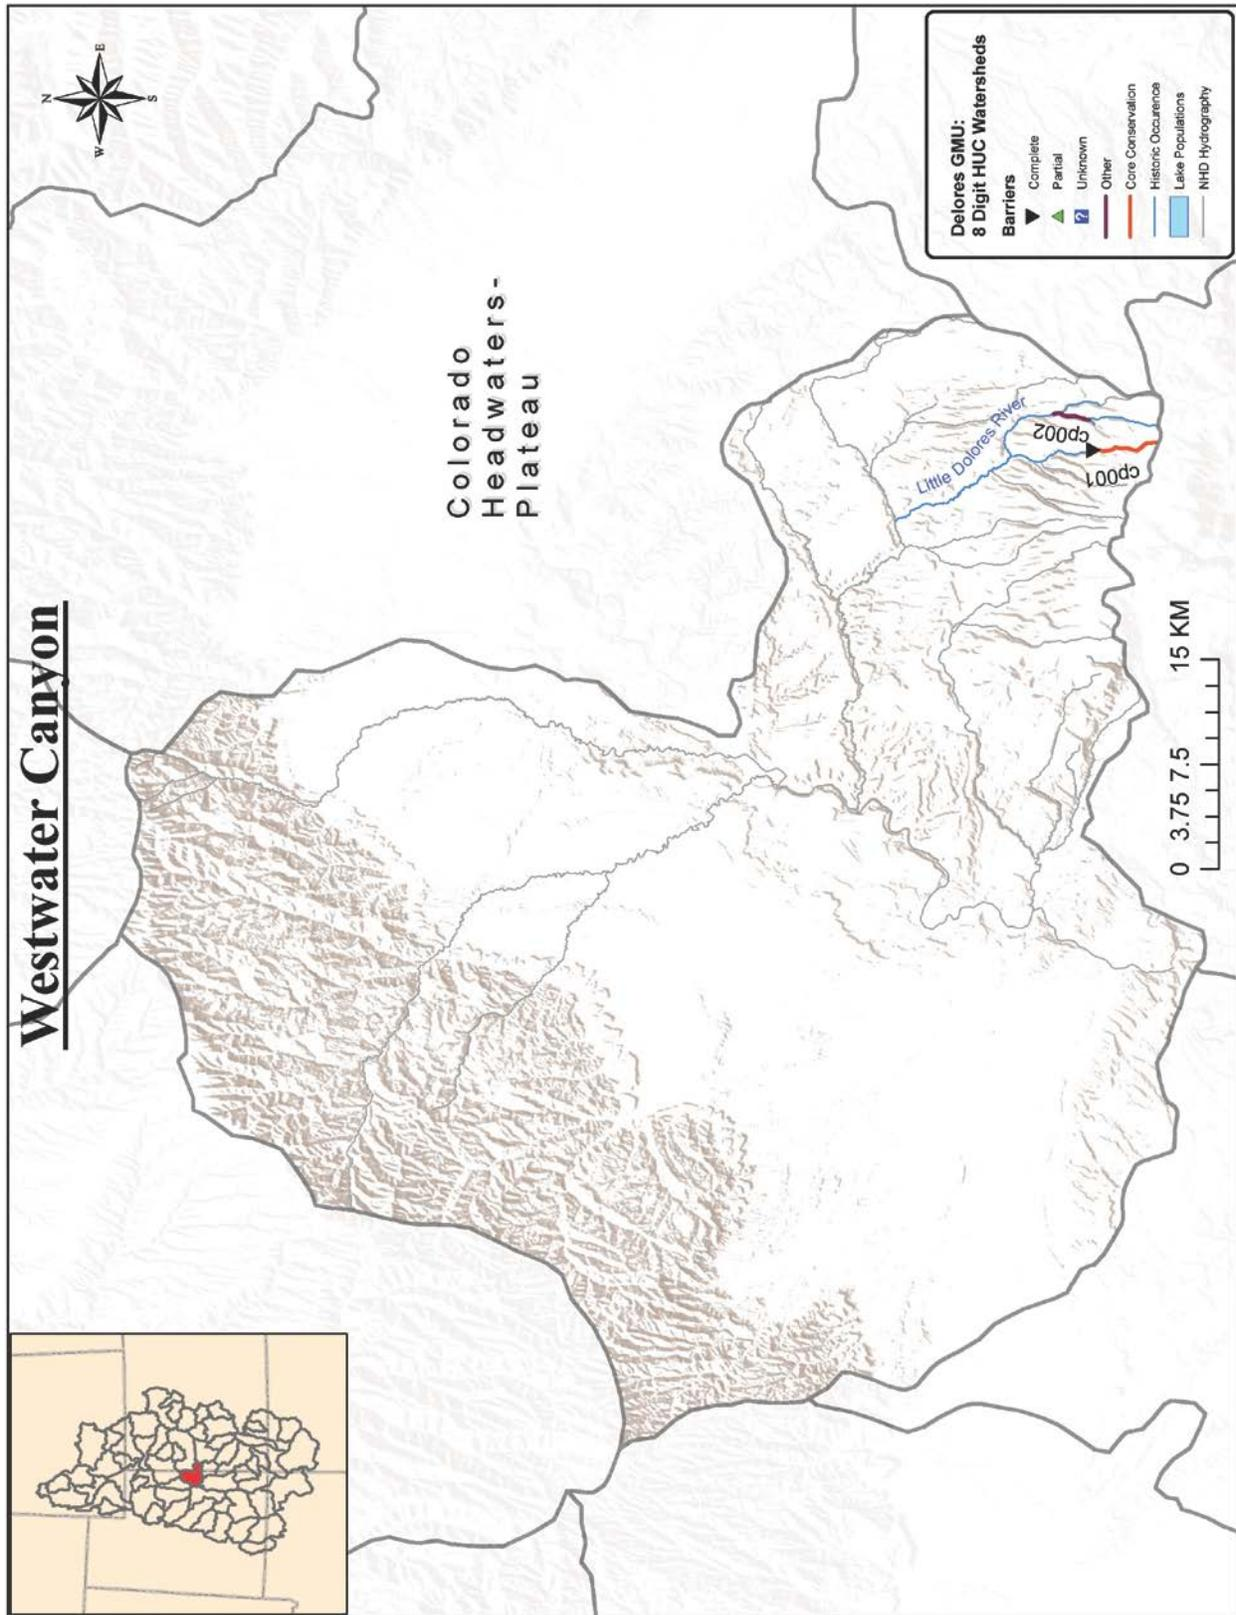 Westwater Canyon
N
W
E
S
Colorado
Headwaters-
Plateau
Little Dolores River
cp002
cp001
0 3.75 7.5 15 KM
Delores GMU:
8 Digit HUC Watersheds
Barriers
Complete
Partial
?
Unknown
Other
Core Conservation
Historic Occurence
Lake Populations
NHD Hydrography